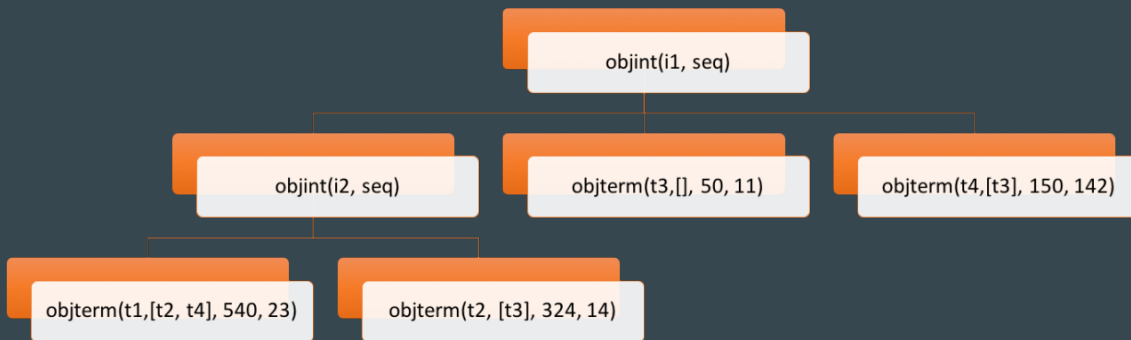 objint(i1, seq)
objint(i2, seq)
objterm(t3,[], 50, 11)
objterm(t4,[t3], 150, 142)
objterm(t1,[t2, t4], 540, 23)
objterm(t2, [t3], 324, 14)